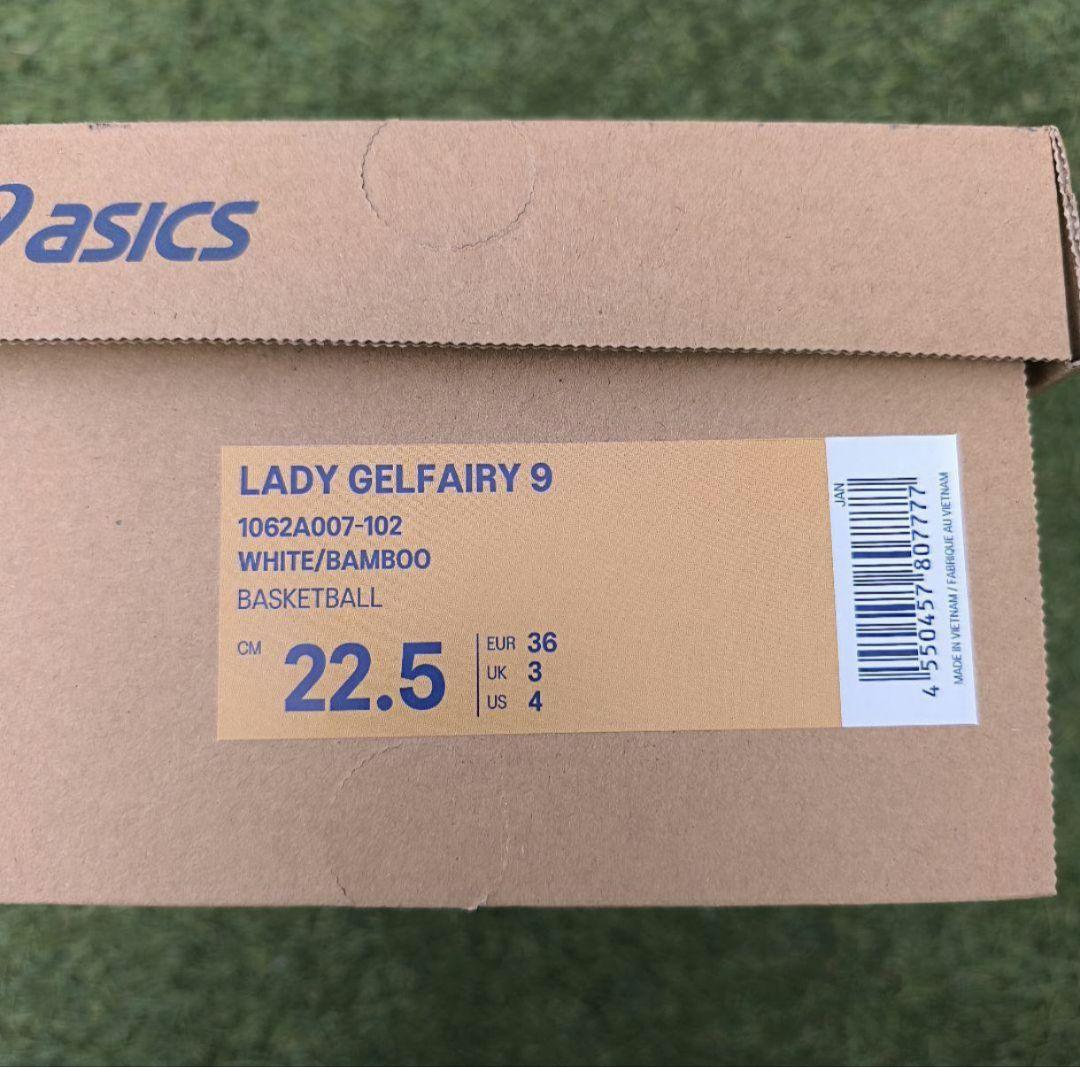 asics
LADY GELFAIRY 9
1062A007-102
WHITE/BAMBOO
BASKETBALL
CM 22.5
EUR 36
UK 3
US 4
JAN
4 550457 807777
MADE IN VIETNAM / FABRIQUE AU VIETNAM